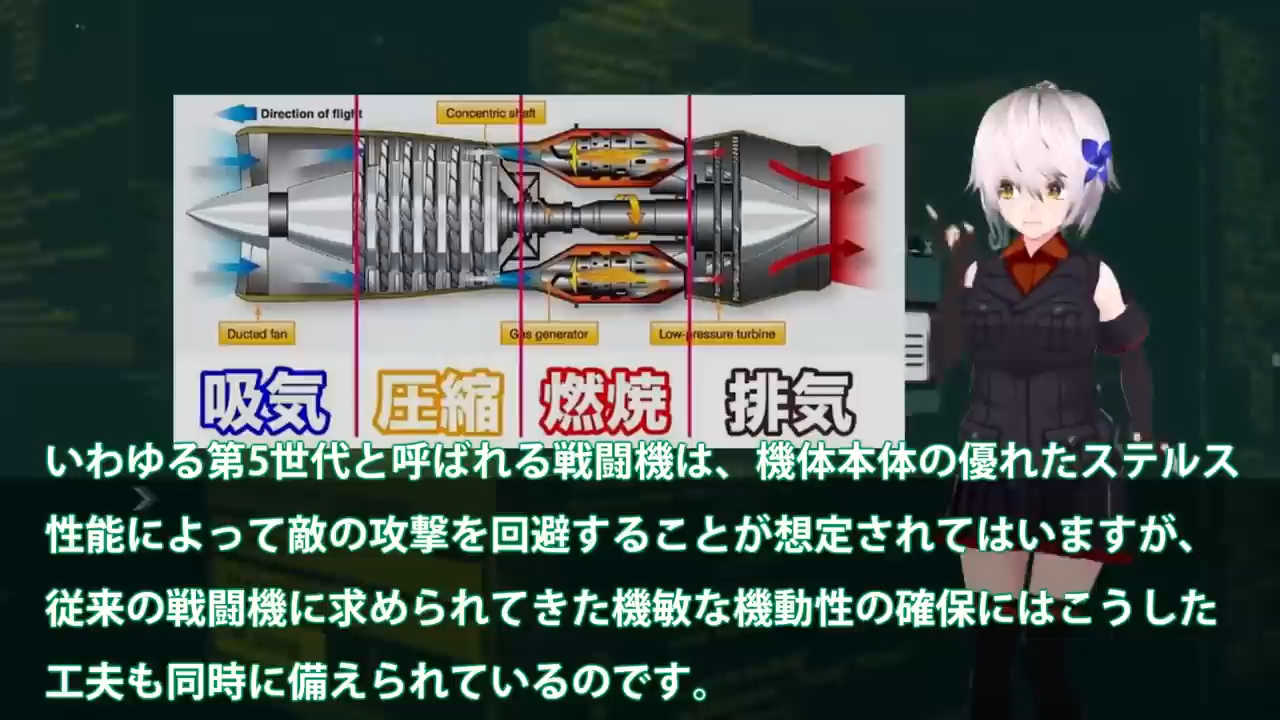 Direction of flight
Concentric shaft
Ducted fan
Gas generator
Low-pressure turbine
吸気
圧縮
燃焼
排気
いわゆる第5世代と呼ばれる戦闘機は、機体本体の優れたステルス
性能によって敵の攻撃を回避することが想定されてはいますが、
従来の戦闘機に求められてきた機敏な機動性の確保にはこうした
工夫も同時に備えられているのです。